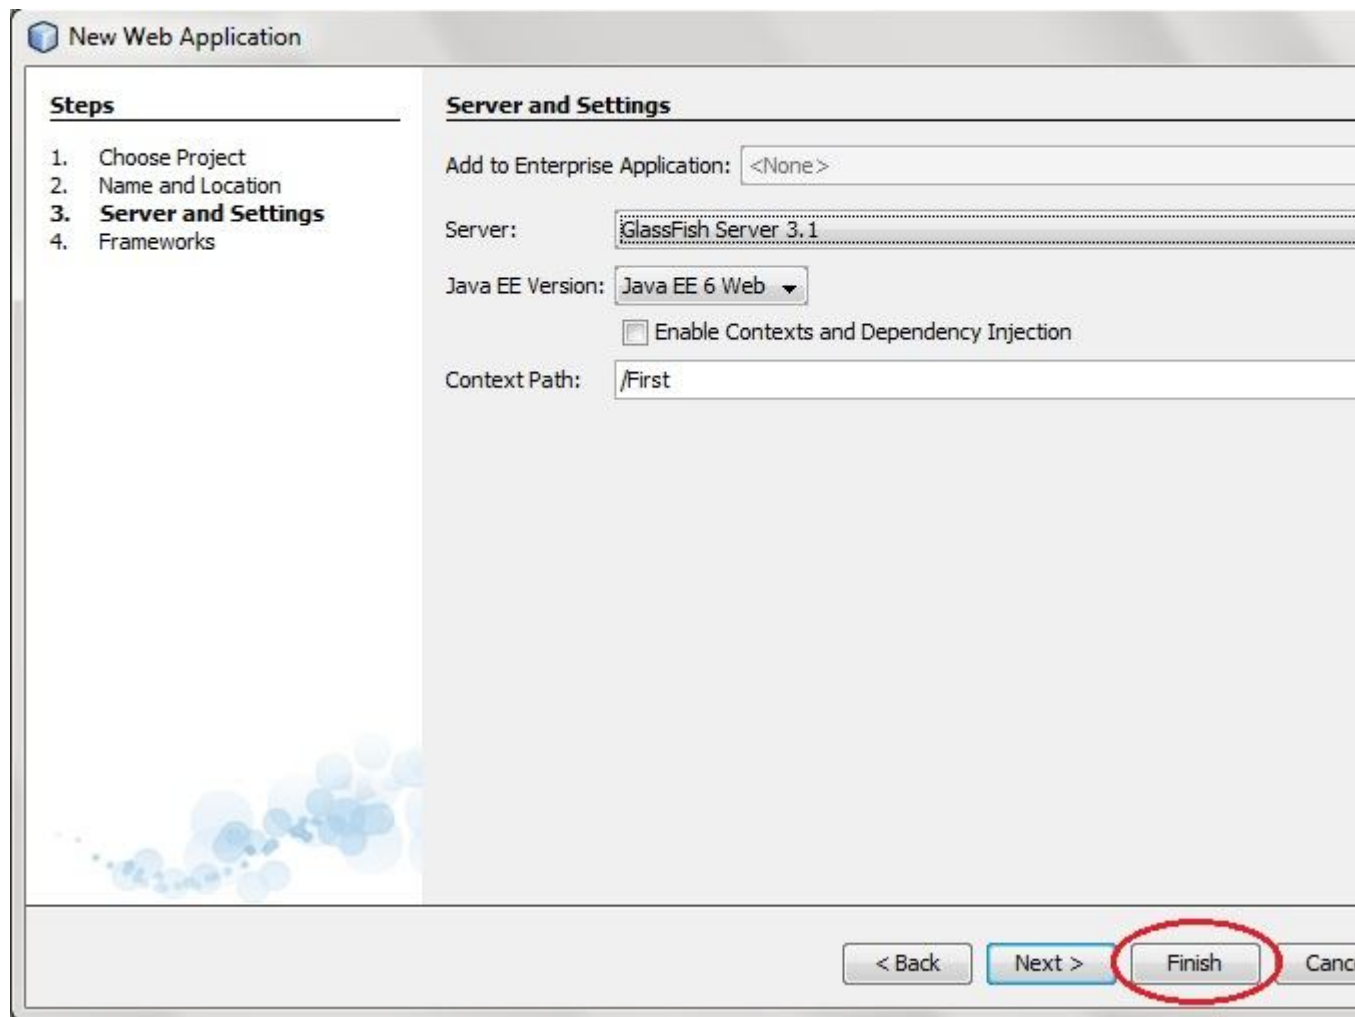 New Web Application
Steps
1. Choose Project
2. Name and Location
3. Server and Settings
4. Frameworks
Server and Settings
Add to Enterprise Application: <None>
Server: GlassFish Server 3.1
Java EE Version: Java EE 6 Web
Enable Contexts and Dependency Injection
Context Path: /First
< Back Next > Finish Canc